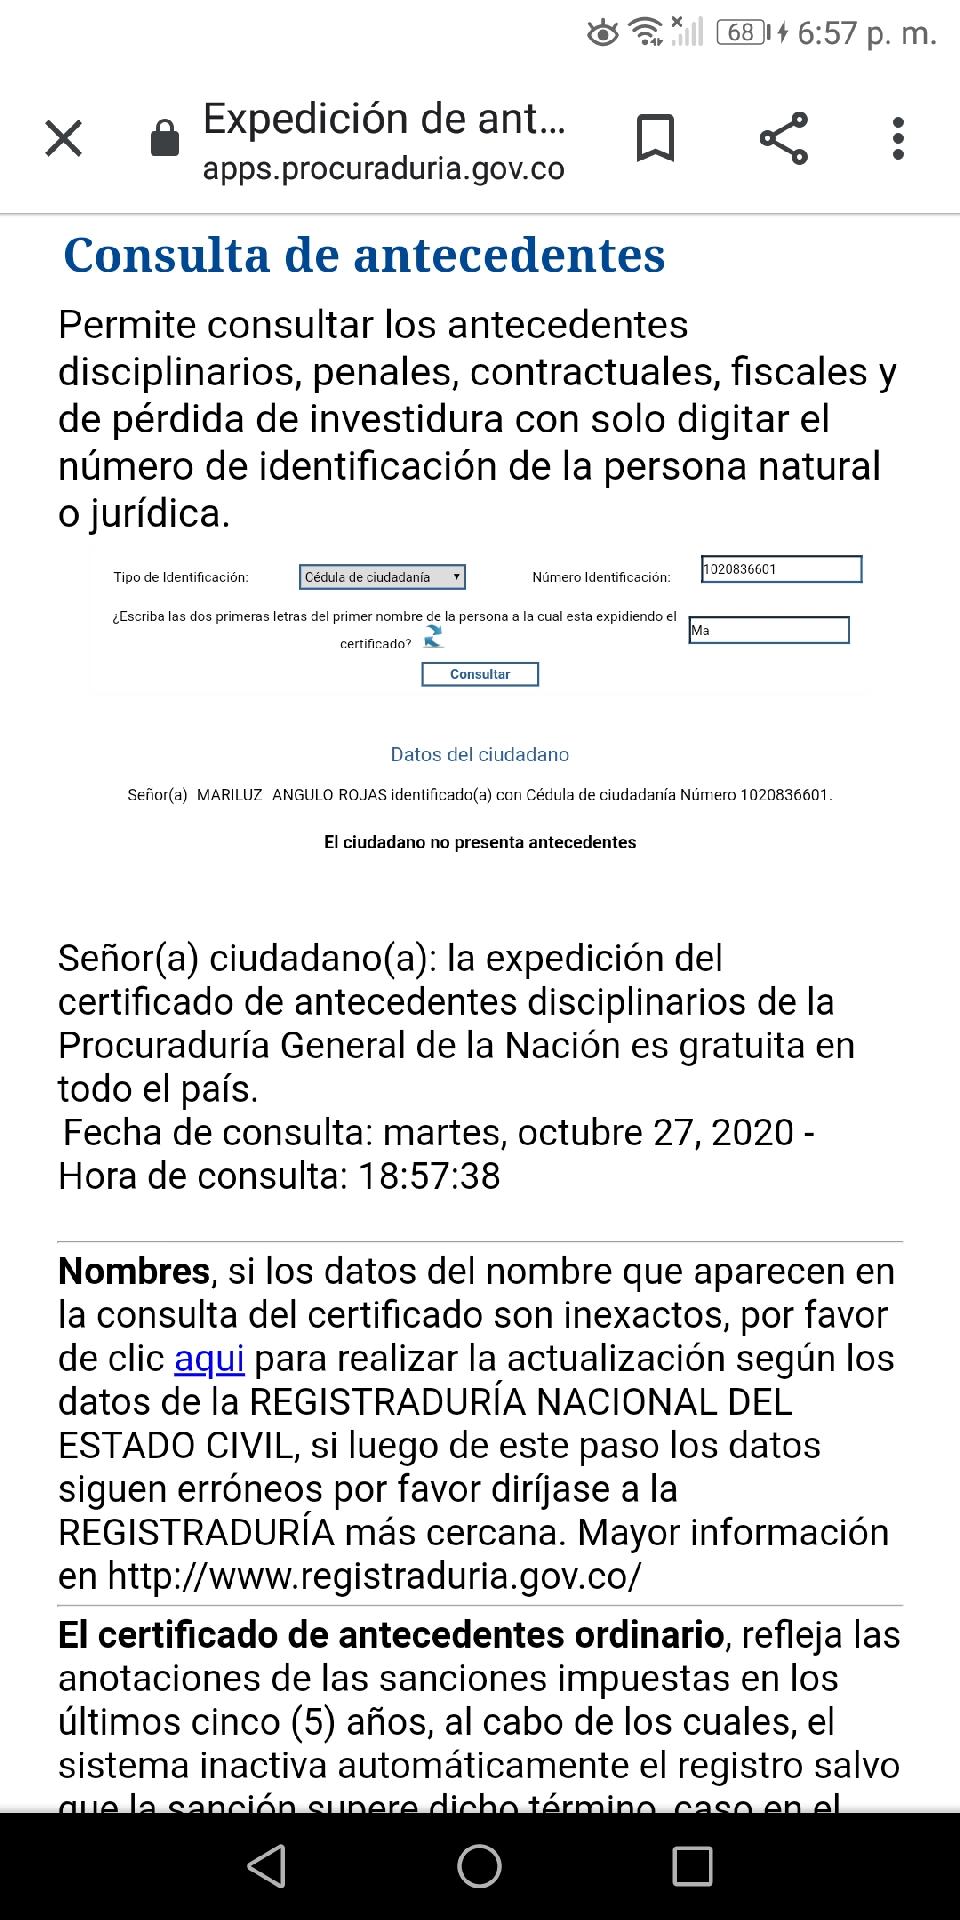 68 6:57 p. m.
Expedición de ant...
apps.procuraduria.gov.co
Consulta de antecedentes
Permite consultar los antecedentes
disciplinarios, penales, contractuales, fiscales y
de pérdida de investidura con solo digitar el
número de identificación de la persona natural
o jurídica.
Tipo de Identificación: Cédula de ciudadanía Número Identificación: 1020836601
¿Escriba las dos primeras letras del primer nombre de la persona a la cual esta expidiendo el
certificado? Ma
Consultar
Datos del ciudadano
Señor(a) MARILUZ ANGULO ROJAS identificado(a) con Cédula de ciudadanía Número 1020836601.
El ciudadano no presenta antecedentes
Señor(a) ciudadano(a): la expedición del
certificado de antecedentes disciplinarios de la
Procuraduría General de la Nación es gratuita en
todo el país.
Fecha de consulta: martes, octubre 27, 2020 -
Hora de consulta: 18:57:38
Nombres, si los datos del nombre que aparecen en
la consulta del certificado son inexactos, por favor
de clic aqui para realizar la actualización según los
datos de la REGISTRADURÍA NACIONAL DEL
ESTADO CIVIL, si luego de este paso los datos
siguen erróneos por favor diríjase a la
REGISTRADURÍA más cercana. Mayor información
en http://www.registraduria.gov.co/
El certificado de antecedentes ordinario, refleja las
anotaciones de las sanciones impuestas en los
últimos cinco (5) años, al cabo de los cuales, el
sistema inactiva automáticamente el registro salvo
que la sanción supere dicho término, caso en el